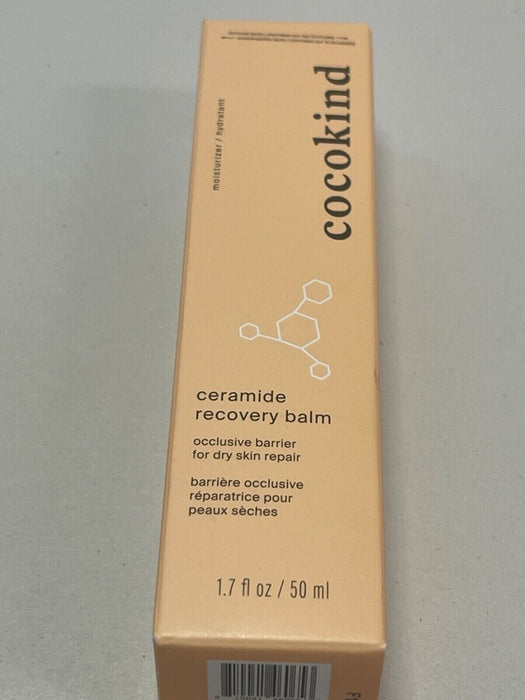 moisturizer / hydratant
cocokind
ceramide
recovery balm
occlusive barrier
for dry skin repair
barrière occlusive
réparatrice pour
peaux sèches
1.7 fl oz / 50 ml